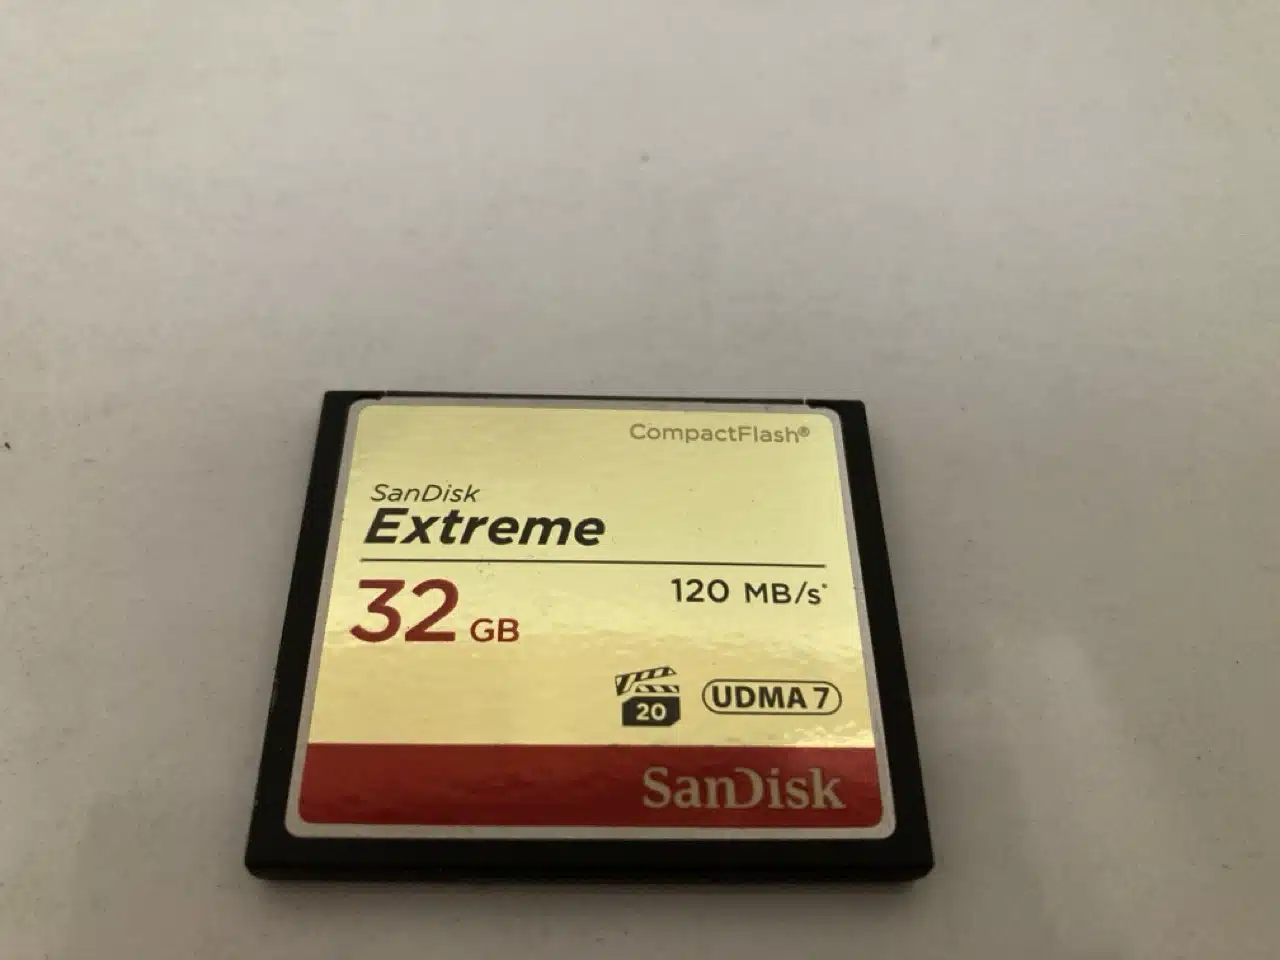 CompactFlash®
SanDisk
Extreme
32 GB
120 MB/s*
20
UDMA 7
SanDisk